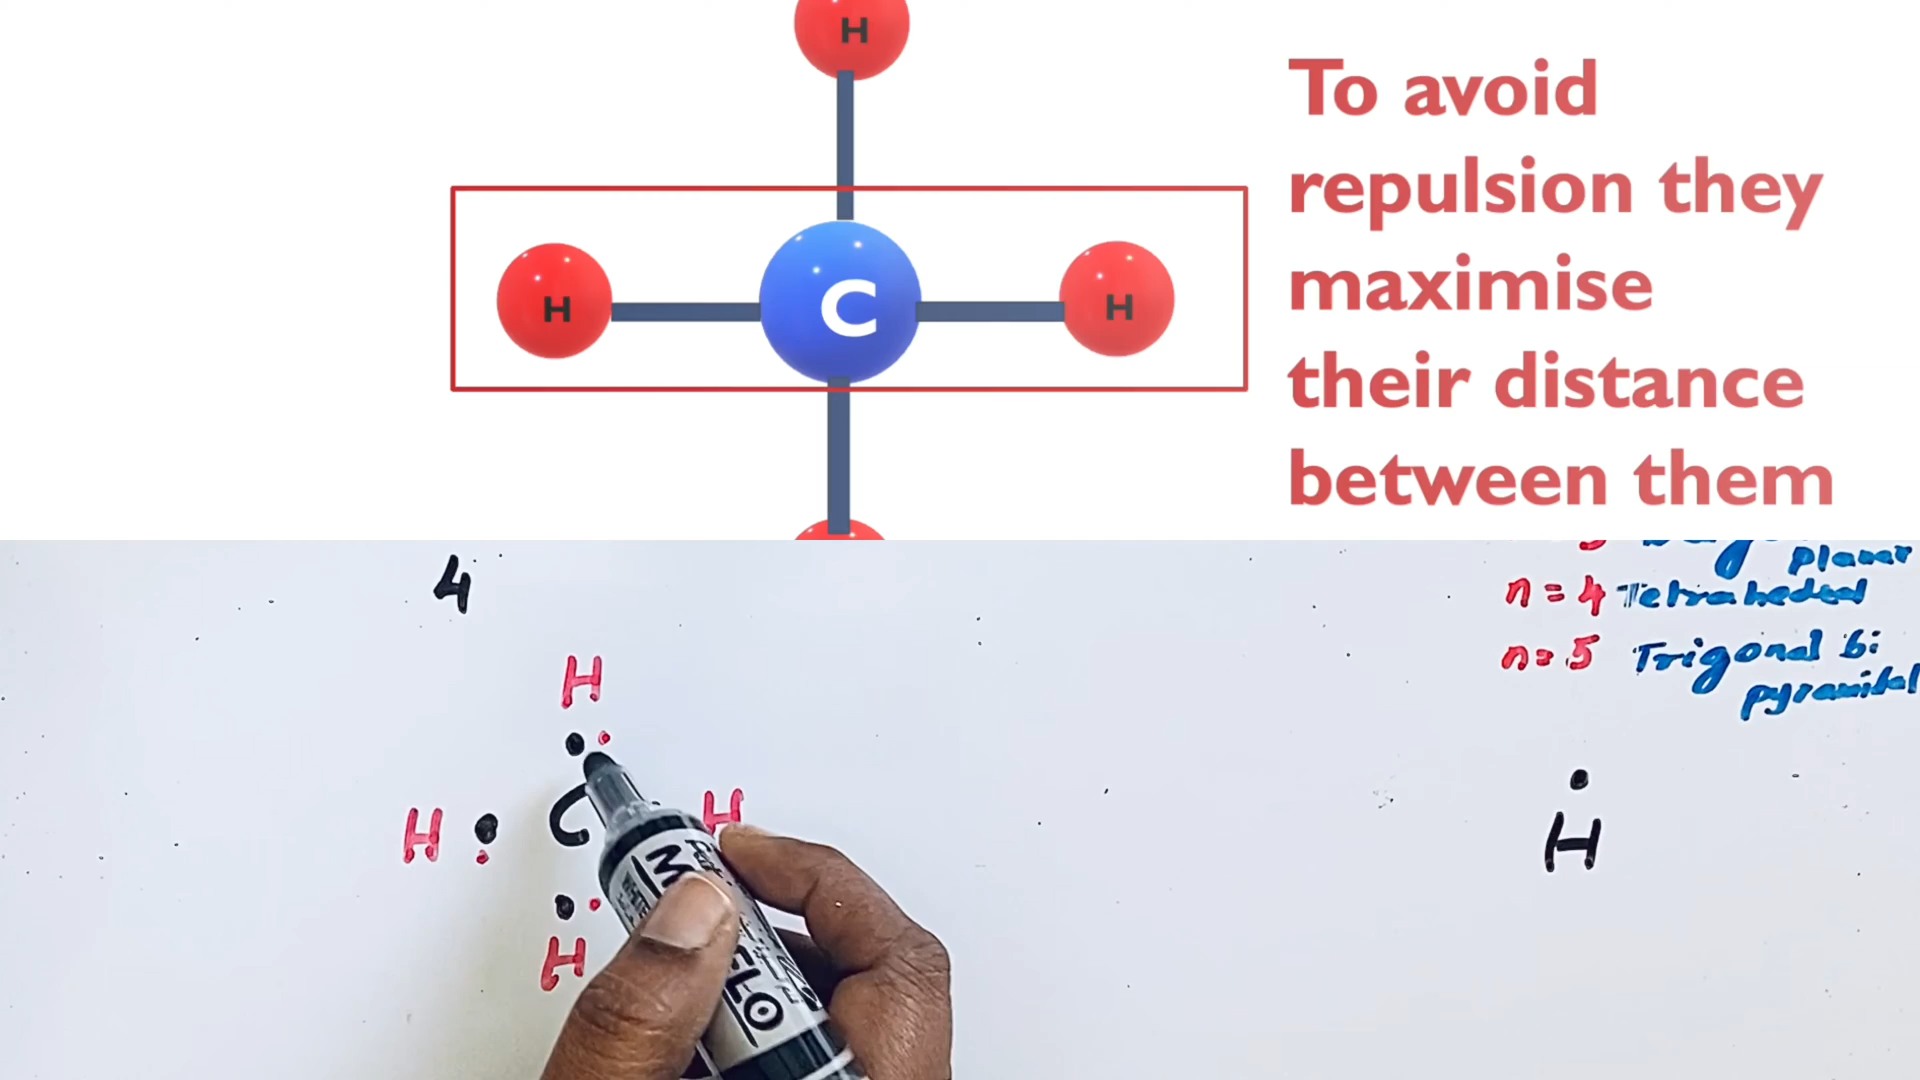 H
To avoid
repulsion they
maximise
their distance
between them
H C H
4
planar
n = 4 Tetrahedral
n = 5 Trigonal bi
pyramidal
H
H C H
H
H